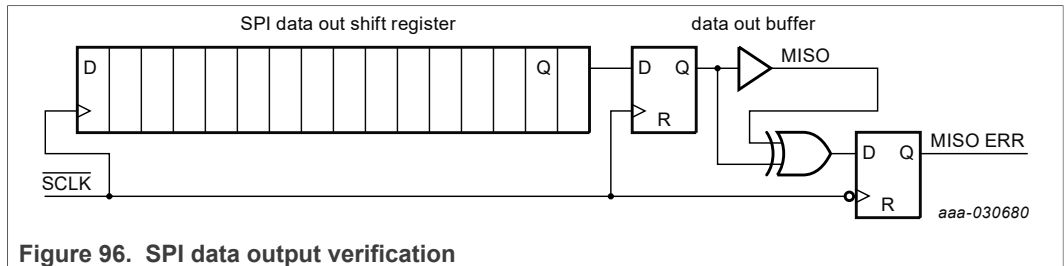 SPI data out shift register
data out buffer
D
Q
D Q
R
MISO
D Q
R
MISO ERR
SCLK
aaa-030680
Figure 96. SPI data output verification